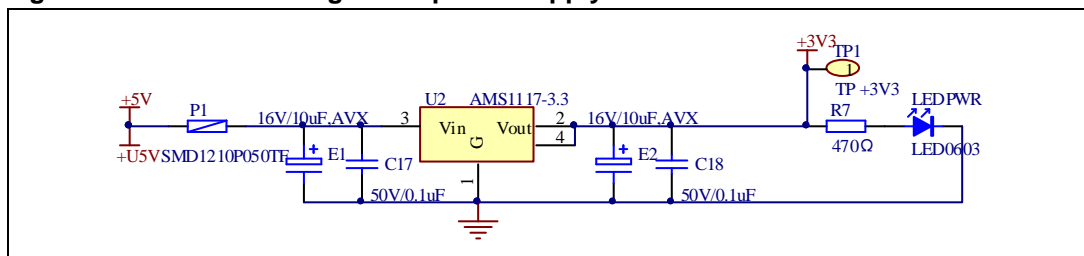 +3V3
TP1
1
TP +3V3
+5V
P1
U2
AMS1117-3.3
R7
LEDPWR
16V/10uF,AVX
3
Vin
Vout
2
4
G
1
16V/10uF,AVX
+U5V
SMD1210P050TF
+
E1
C17
+
E2
C18
470Ω
LED0603
50V/0.1uF
50V/0.1uF